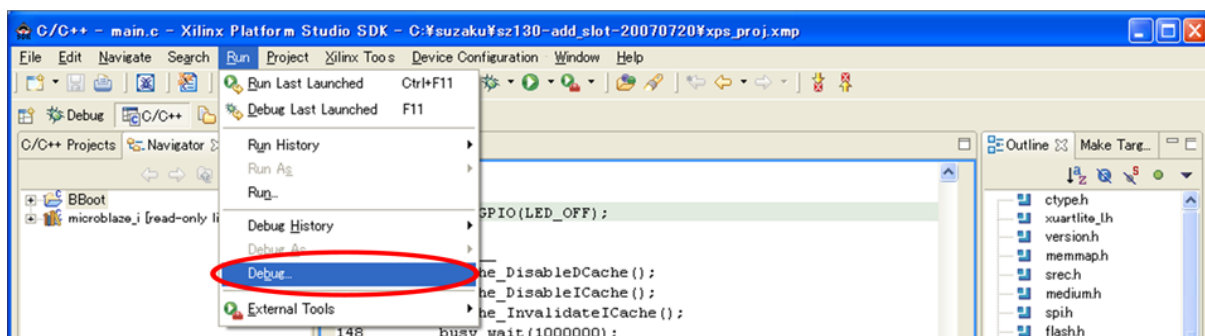 C/C++ - main.c - Xilinx Platform Studio SDK - C:¥suzaku¥sz130-add_slot-20070720¥xps_proj.xmp
File Edit Navigate Search Run Project Xilinx Toos Device Configuration Window Help
Run Last Launched Ctrl+F11
Debug C/C++ Debug Last Launched F11
C/C++ Projects Navigator Run History Outline Make Targ...
Run As
Run...
BBoot ctype.h
microblaze_i [read-only li GPIO(LED_OFF); xuartlite_l.h
Debug History version.h
Debug As memmap.h
Debug... he_DisableDCache(); srec.h
he_DisableICache(); medium.h
External Tools he_InvalidateICache(); spi.h
148 busy_wait(1000000); flash.h